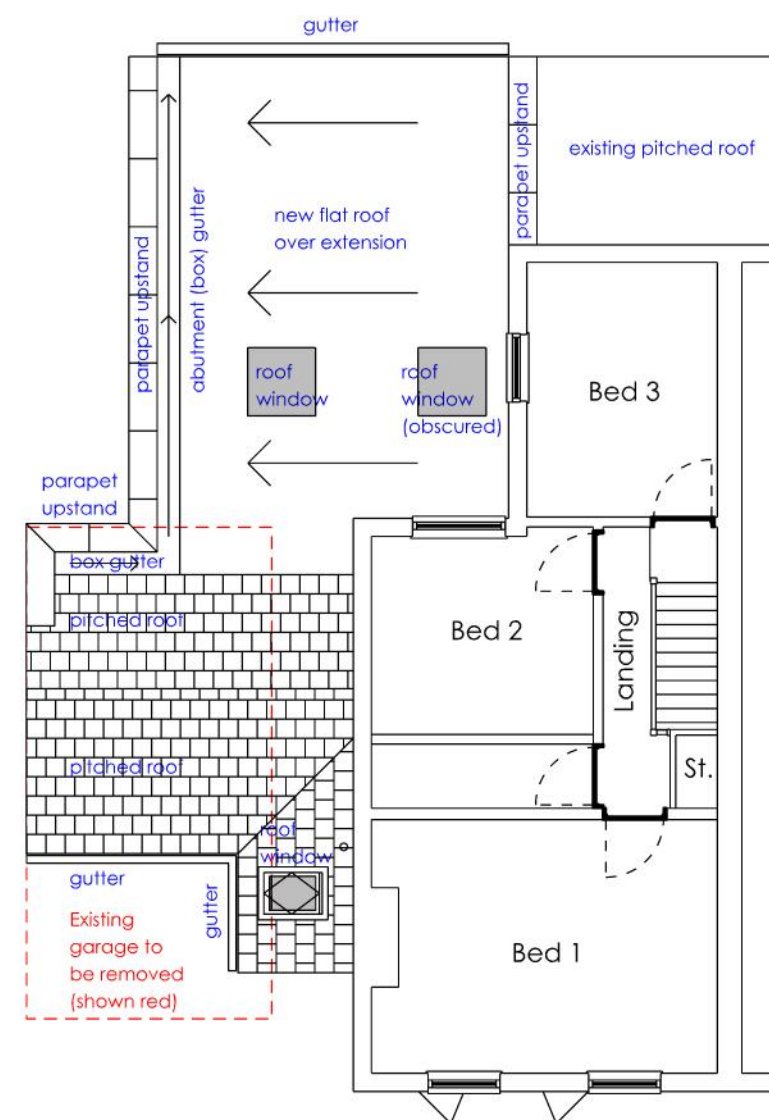 gutter
parapet upstand
existing pitched roof
abutment (box) gutter
new flat roof
over extension
parapet upstand
roof
window
roof
window
(obscured)
Bed 3
parapet
upstand
box gutter
pitched roof
Bed 2
Landing
pitched roof
St.
roof
window
gutter
gutter
Existing
garage to
be removed
(shown red)
Bed 1